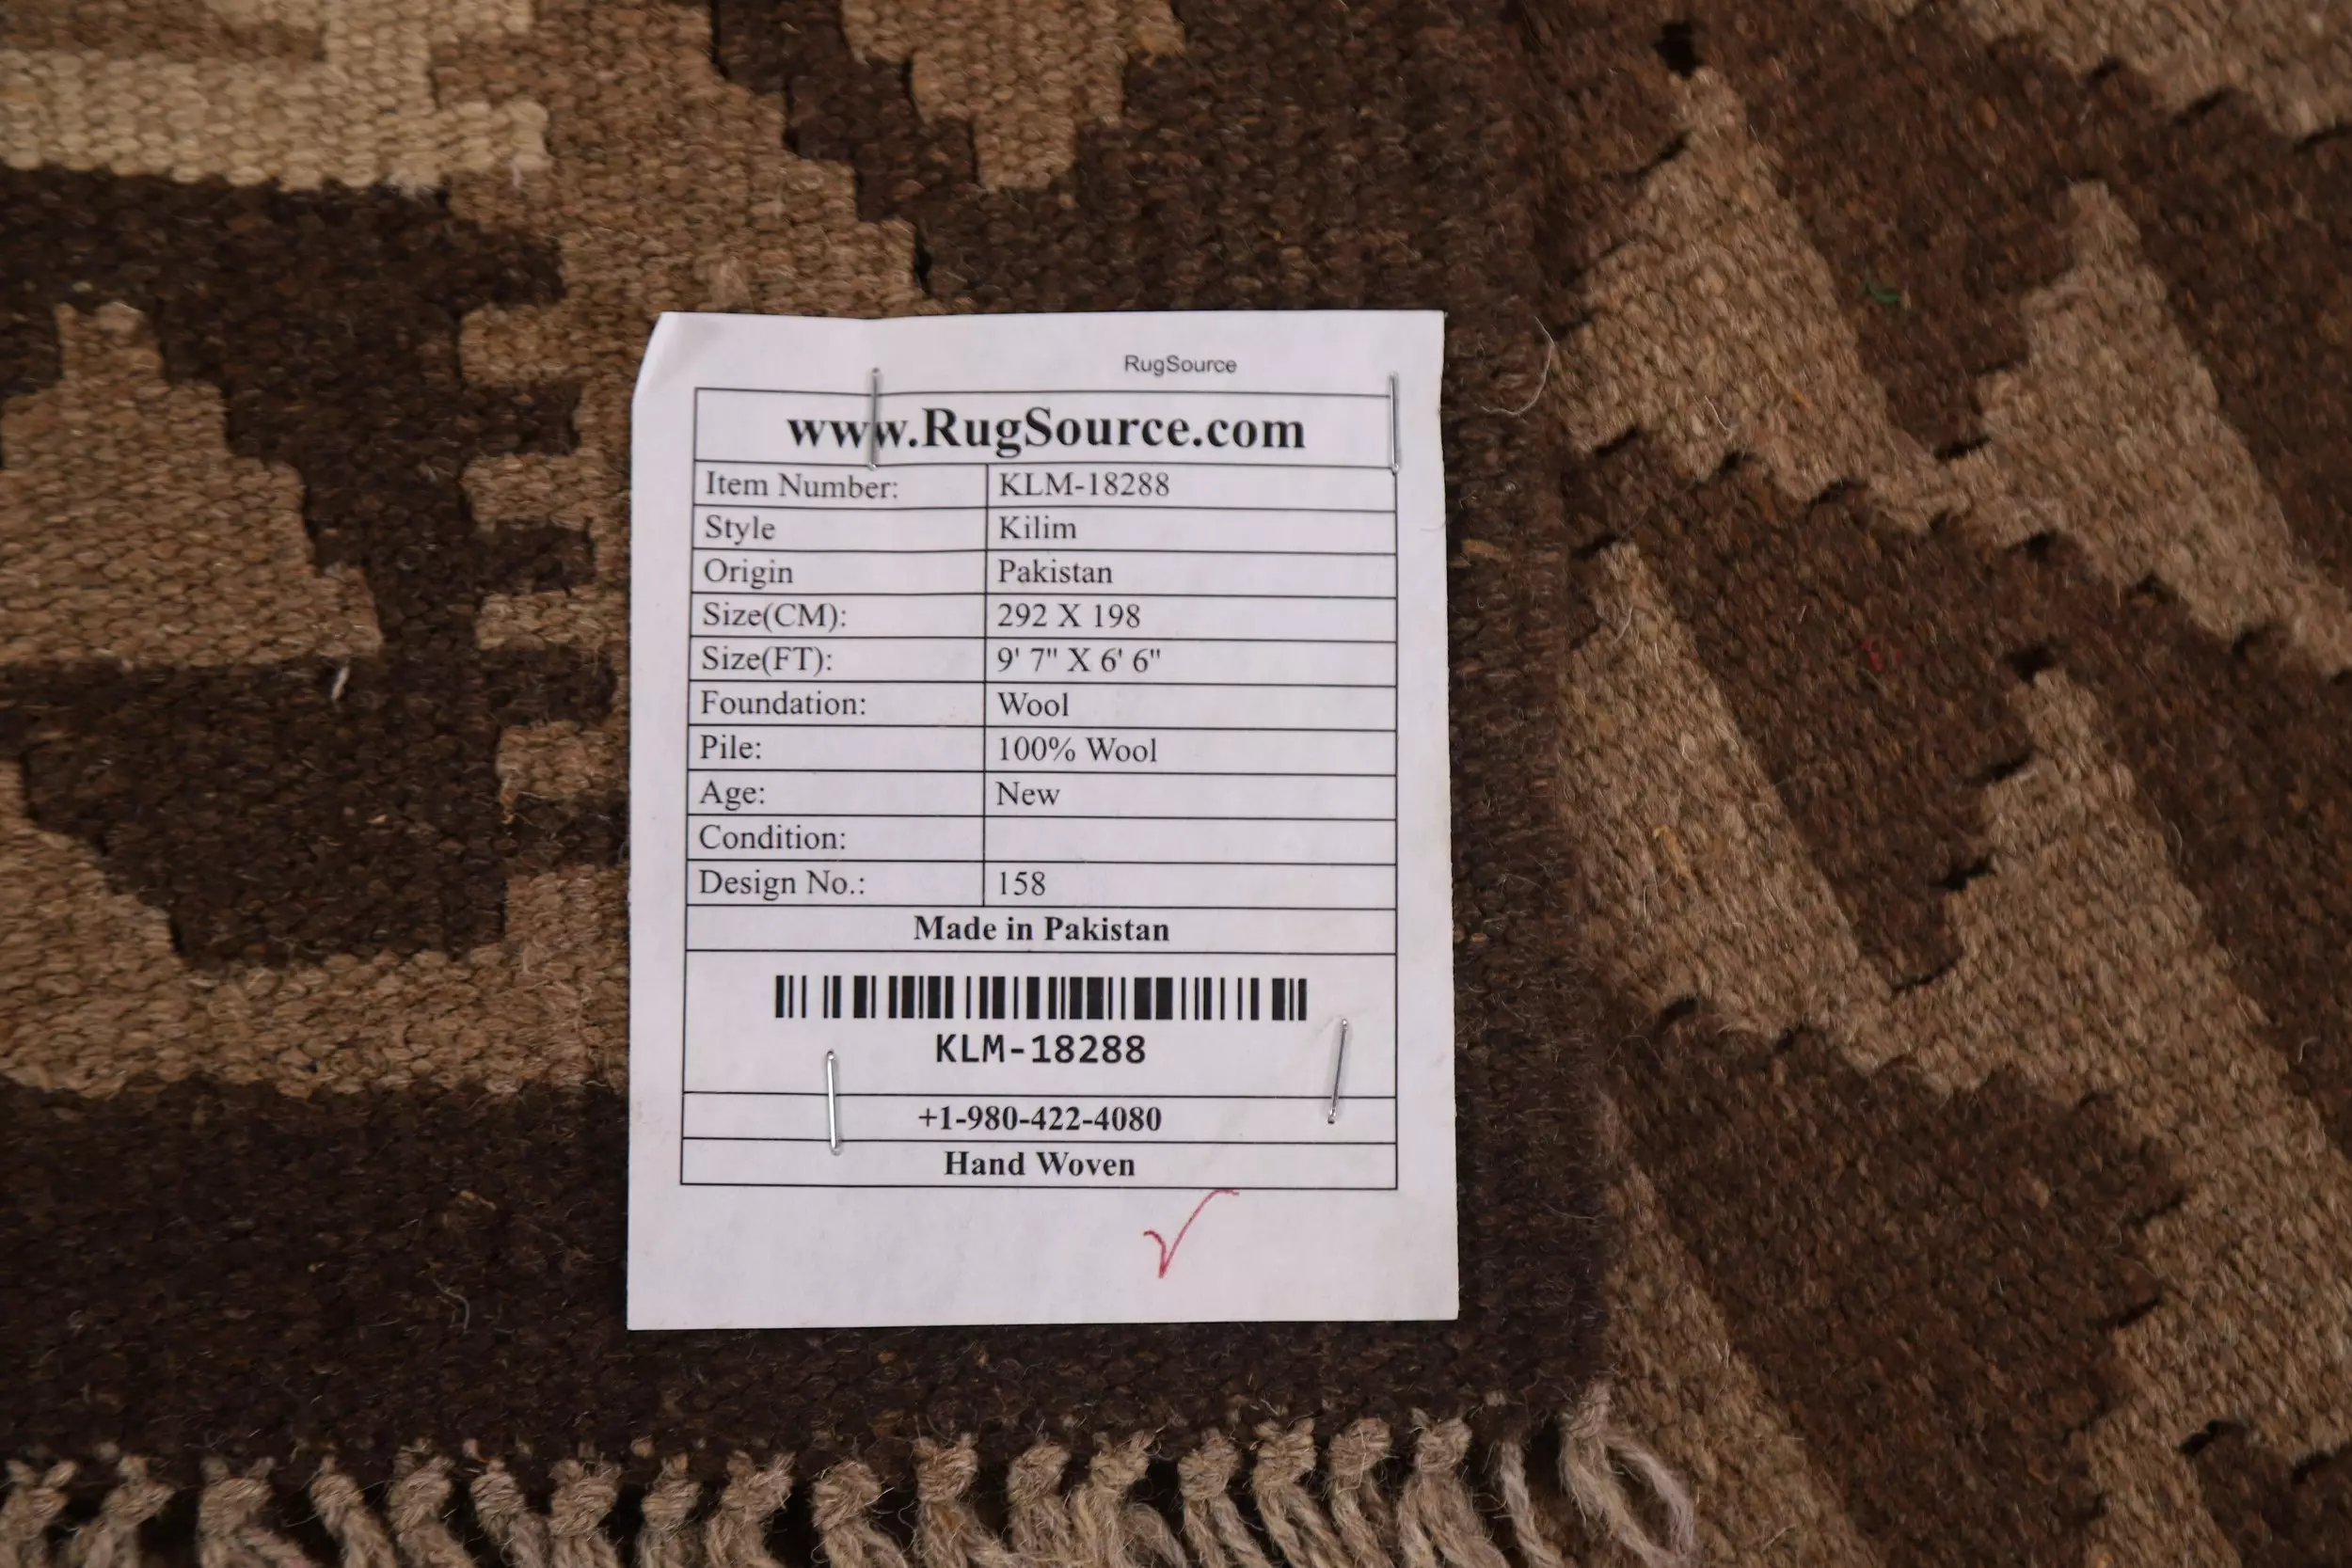 RugSource
www.RugSource.com
Item Number: KLM-18288
Style Kilim
Origin Pakistan
Size(CM): 292 X 198
Size(FT): 9' 7" X 6' 6"
Foundation: Wool
Pile: 100% Wool
Age: New
Condition:
Design No.: 158
Made in Pakistan
KLM-18288
+1-980-422-4080
Hand Woven